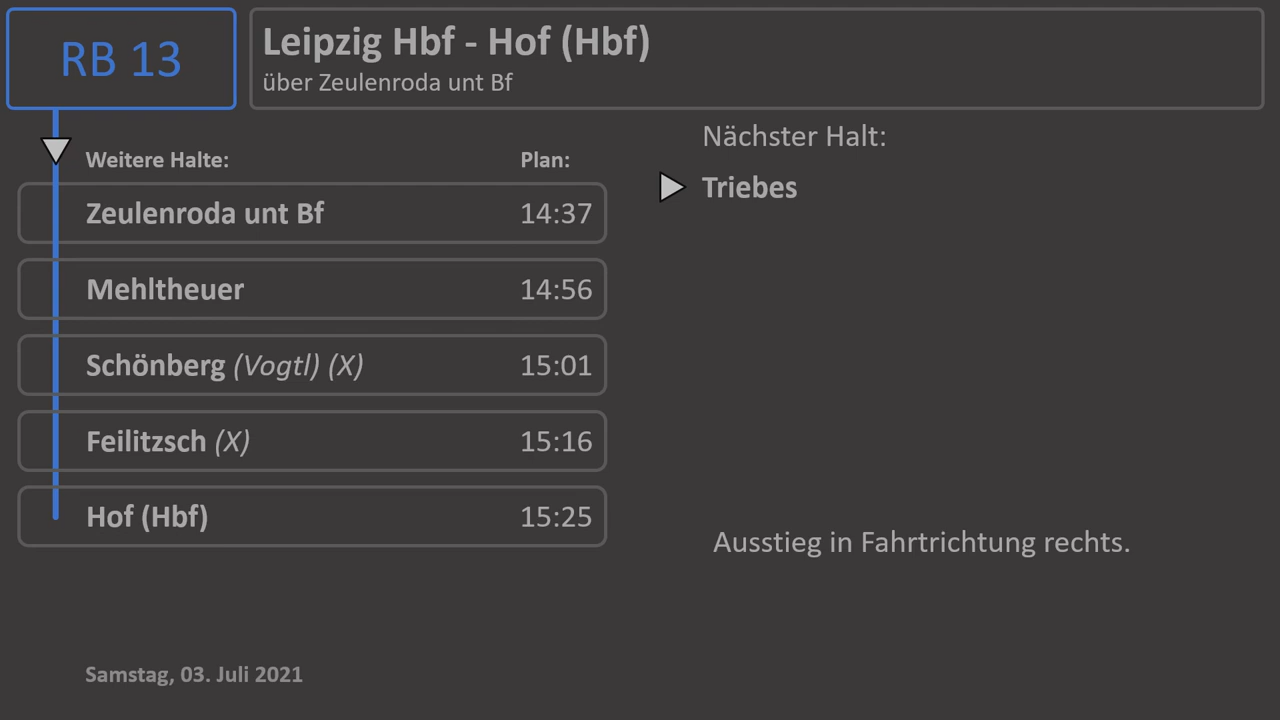 RB 13
Leipzig Hbf - Hof (Hbf)
über Zeulenroda unt Bf
Weitere Halte: Plan:
Zeulenroda unt Bf 14:37
Mehltheuer 14:56
Schönberg (Vogtl) (X) 15:01
Feilitzsch (X) 15:16
Hof (Hbf) 15:25
Nächster Halt:
Triebes
Ausstieg in Fahrtrichtung rechts.
Samstag, 03. Juli 2021